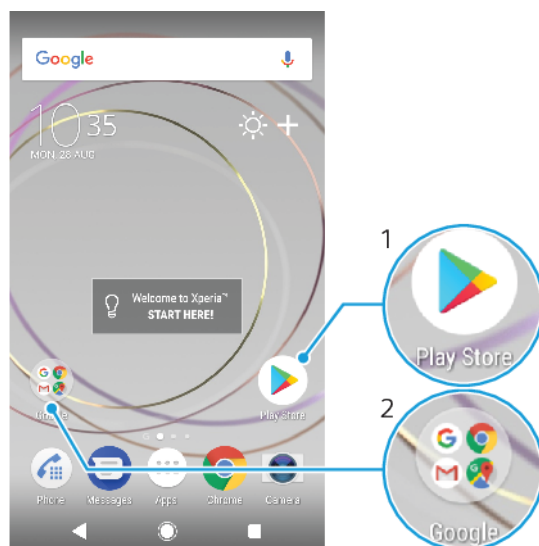 Google
10 35
MON, 28 AUG
Welcome to Xperia™
START HERE!
Google
Play Store
Phone
Messages
Apps
Chrome
Camera
1
Play Store
2
Google